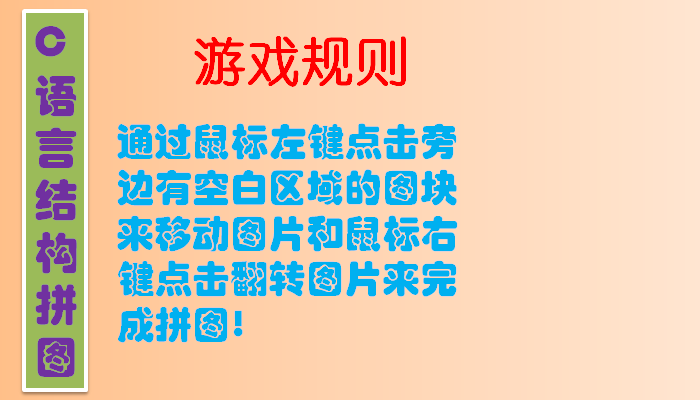 C语言结构拼图
游戏规则
通过鼠标左键点击旁
边有空白区域的图块
来移动图片和鼠标右
键点击翻转图片来完
成拼图！